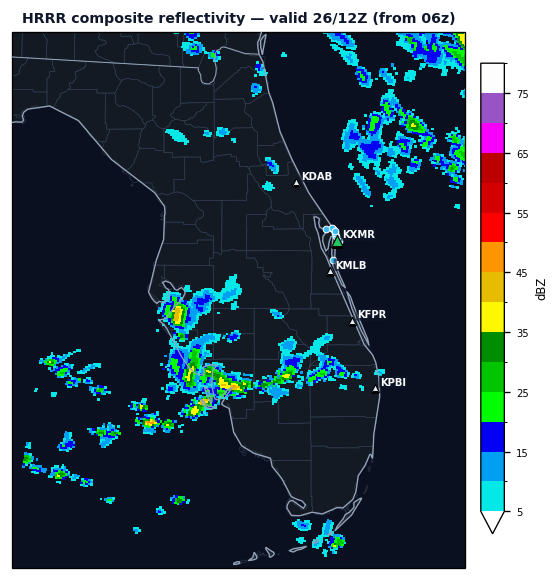 HRRR composite reflectivity — valid 26/12Z (from 06z)
KDAB
KXMR
KMLB
KFPR
KPBI
75
65
55
45
35
25
15
5
dBZ